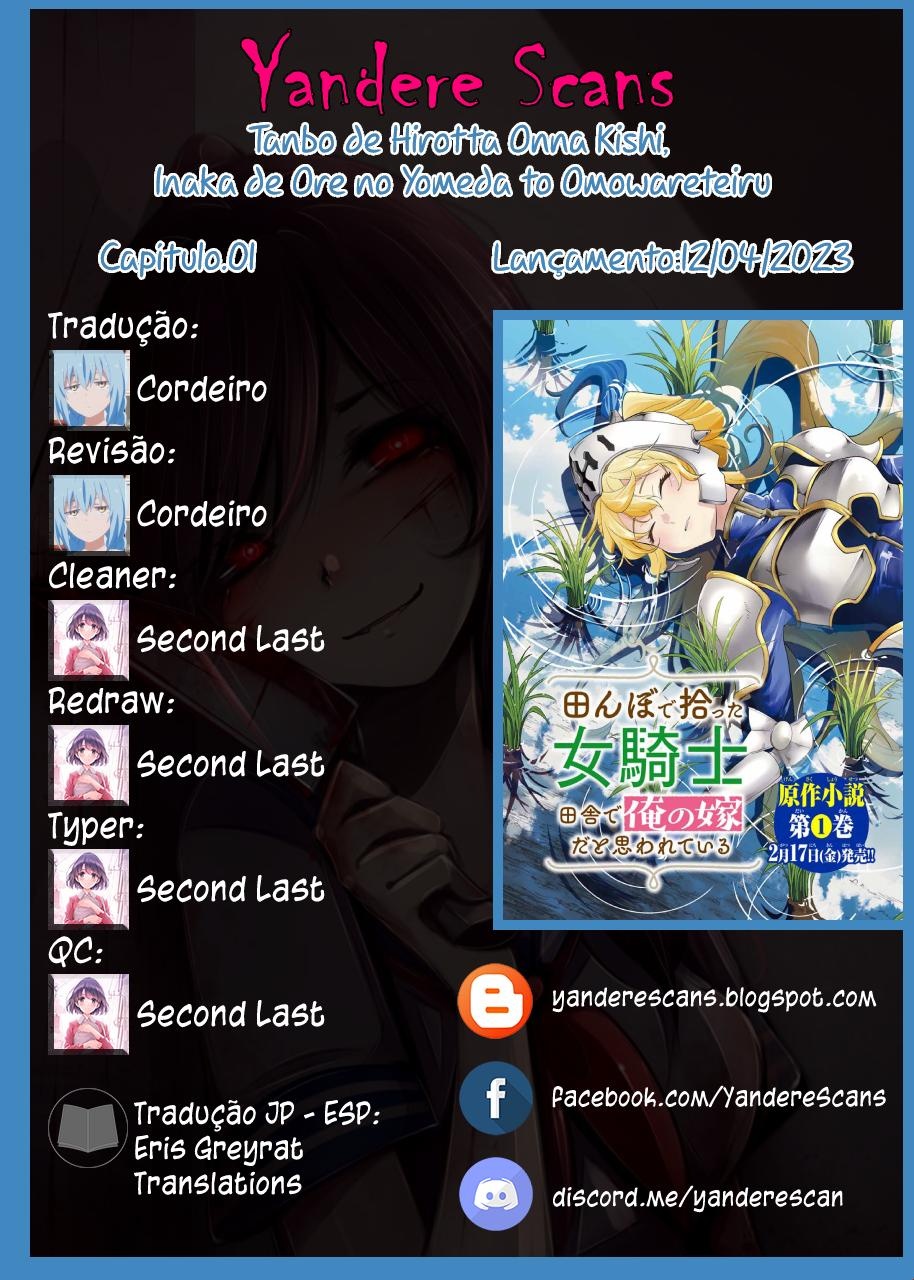 Yandere Scans
Tanbo de Hirotta Onna Kishi,
Inaka de Ore no Yomeda to Omowareteiru
Capitulo.01
Lançamento:12/04/2023
Tradução:
Cordeiro
Revisão:
Cordeiro
Cleaner:
Second Last
Redraw:
Second Last
Typer:
Second Last
QC:
Second Last
Tradução JP - ESP:
Eris Greyrat
Translations
田んぼで拾った
女騎士
田舎で俺の嫁
だと思われている
原作小説
第1巻
2月17日(金)発売!!
yanderescans.blogspot.com
facebook.com/YandereScans
discord.me/yanderescan